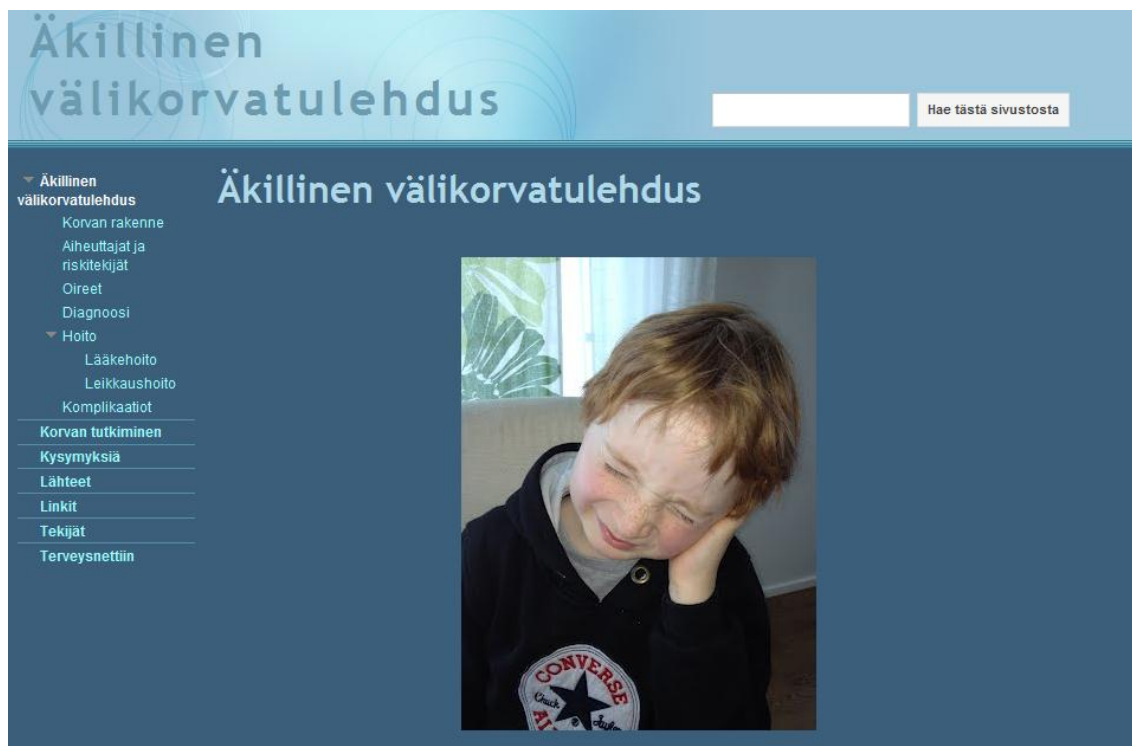 Äkillinen
välikorvatulehdus
Hae tästä sivustosta
Äkillinen
välikorvatulehdus
Korvan rakenne
Aiheuttajat ja
riskitekijät
Oireet
Diagnoosi
Hoito
Lääkehoito
Leikkaushoito
Komplikaatiot
Korvan tutkiminen
Kysymyksiä
Lähteet
Linkit
Tekijät
Terveysnettiin
Äkillinen välikorvatulehdus
CONVERSE
Chuck